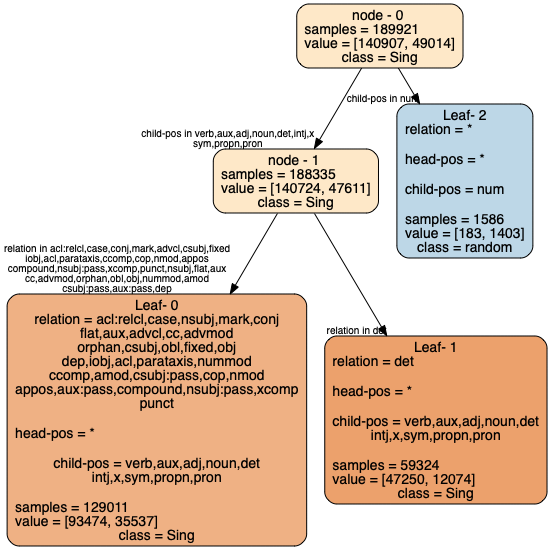 node - 0
samples = 189921
value = [140907, 49014]
class = Sing
child-pos in num
child-pos in verb,aux,adj,noun,det,intj,x
sym,propn,pron
Leaf- 2
relation = *
head-pos = *
child-pos = num
samples = 1586
value = [183, 1403]
class = random
node - 1
samples = 188335
value = [140724, 47611]
class = Sing
relation in acl:relcl,case,conj,mark,advcl,csubj,fixed
iobj,acl,parataxis,ccomp,cop,nmod,appos
compound,nsubj:pass,xcomp,punct,nsubj,flat,aux
cc,advmod,orphan,obl,obj,nummod,amod
csubj:pass,aux:pass,dep
relation in det
Leaf- 0
relation = acl:relcl,case,nsubj,mark,conj
flat,aux,advcl,cc,advmod
orphan,csubj,obl,fixed,obj
dep,iobj,acl,parataxis,nummod
ccomp,amod,csubj:pass,cop,nmod
appos,aux:pass,compound,nsubj:pass,xcomp
punct
head-pos = *
child-pos = verb,aux,adj,noun,det
intj,x,sym,propn,pron
samples = 129011
value = [93474, 35537]
class = Sing
Leaf- 1
relation = det
head-pos = *
child-pos = verb,aux,adj,noun,det
intj,x,sym,propn,pron
samples = 59324
value = [47250, 12074]
class = Sing